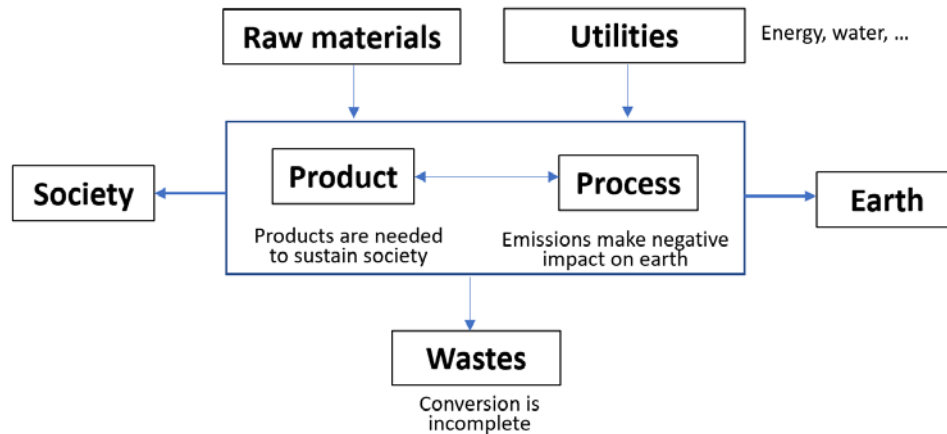 Raw materials
Utilities
Energy, water, ...
Society
Product
Process
Earth
Products are needed
to sustain society
Emissions make negative
impact on earth
Wastes
Conversion is
incomplete